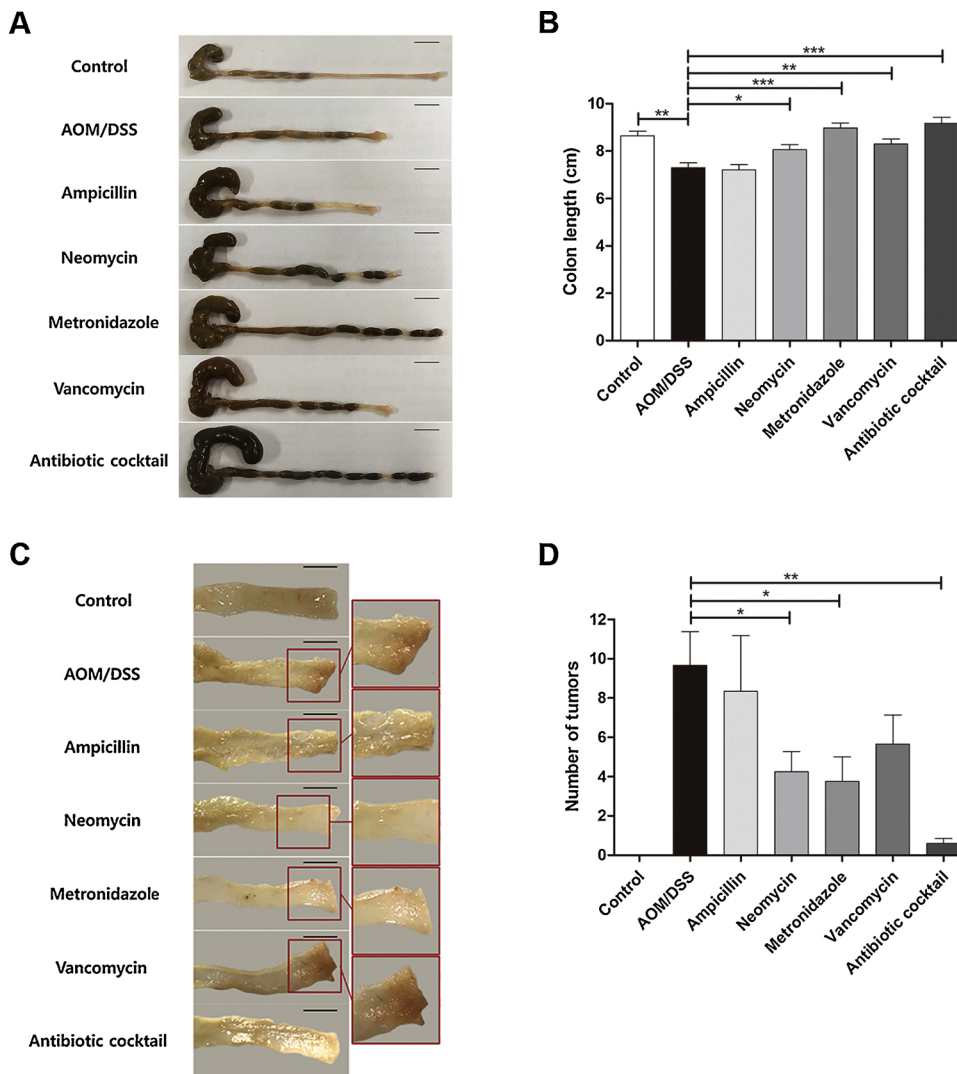 A
Control
AOM/DSS
Ampicillin
Neomycin
Metronidazole
Vancomycin
Antibiotic cocktail
B
***
**
***
*
**
10
8
6
4
2
0
Colon length (cm)
Control
AOM/DSS
Ampicillin
Neomycin
Metronidazole
Vancomycin
Antibiotic cocktail
C
Control
AOM/DSS
Ampicillin
Neomycin
Metronidazole
Vancomycin
Antibiotic cocktail
D
**
*
*
12
10
8
6
4
2
0
Number of tumors
Control
AOM/DSS
Ampicillin
Neomycin
Metronidazole
Vancomycin
Antibiotic cocktail